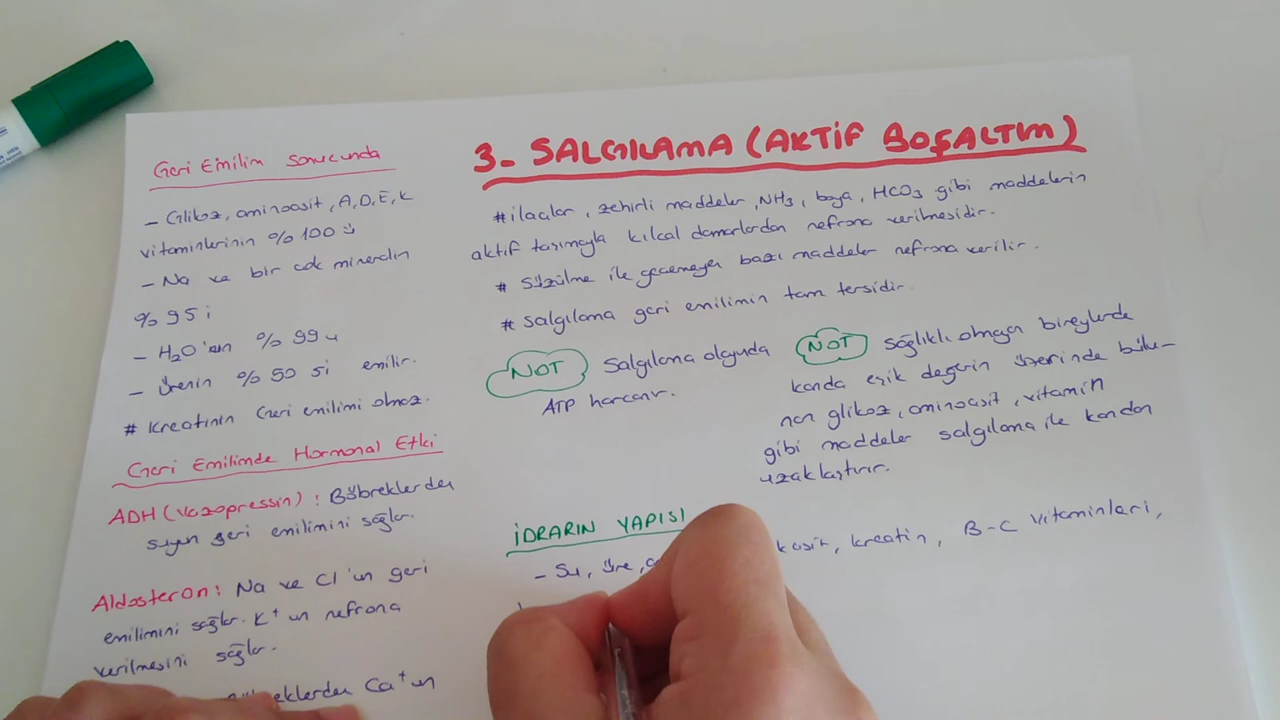 Geri Emilim sonucunda
- Glikoz, aminoasit, A,D,E,K
vitaminlerinin %100 ü
- Na ve bir çok mineralin
%95 i
- H2O'nun %99 u
- Ürenin %50 si emilir.
# Kreatinin Geri emilimi olmaz.
Geri Emilimde Hormonal Etki
ADH (Vazopressin) : Böbreklerden
suyun geri emilimini sağlar.
Aldosteron: Na ve Cl'un geri
emilimini sağlar. K+ un nefrona
verilmesini sağlar.
Ca+ un
3- SALGILAMA (AKTİF BOŞALTIM)
# ilaçlar, zehirli maddeler, NH3, boya, HCO3 gibi maddelerin
aktif taşımayla kılcal damarlardan nefrona verilmesidir.
# Süzülme ile geçemeyen bazı maddeler nefrona verilir.
# Salgılama geri emilimin tam tersidir.
NOT Salgılama olayında
ATP harcanır.
NOT Sağlıklı olmayan bireylerde
kanda eşik değerin üzerinde bulu-
nan glikoz, aminoasit, vitamin
gibi maddeler salgılama ile kandan
uzaklaştırır.
İDRARIN YAPISI
- Su, üre, kreatin, B-C vitaminleri,